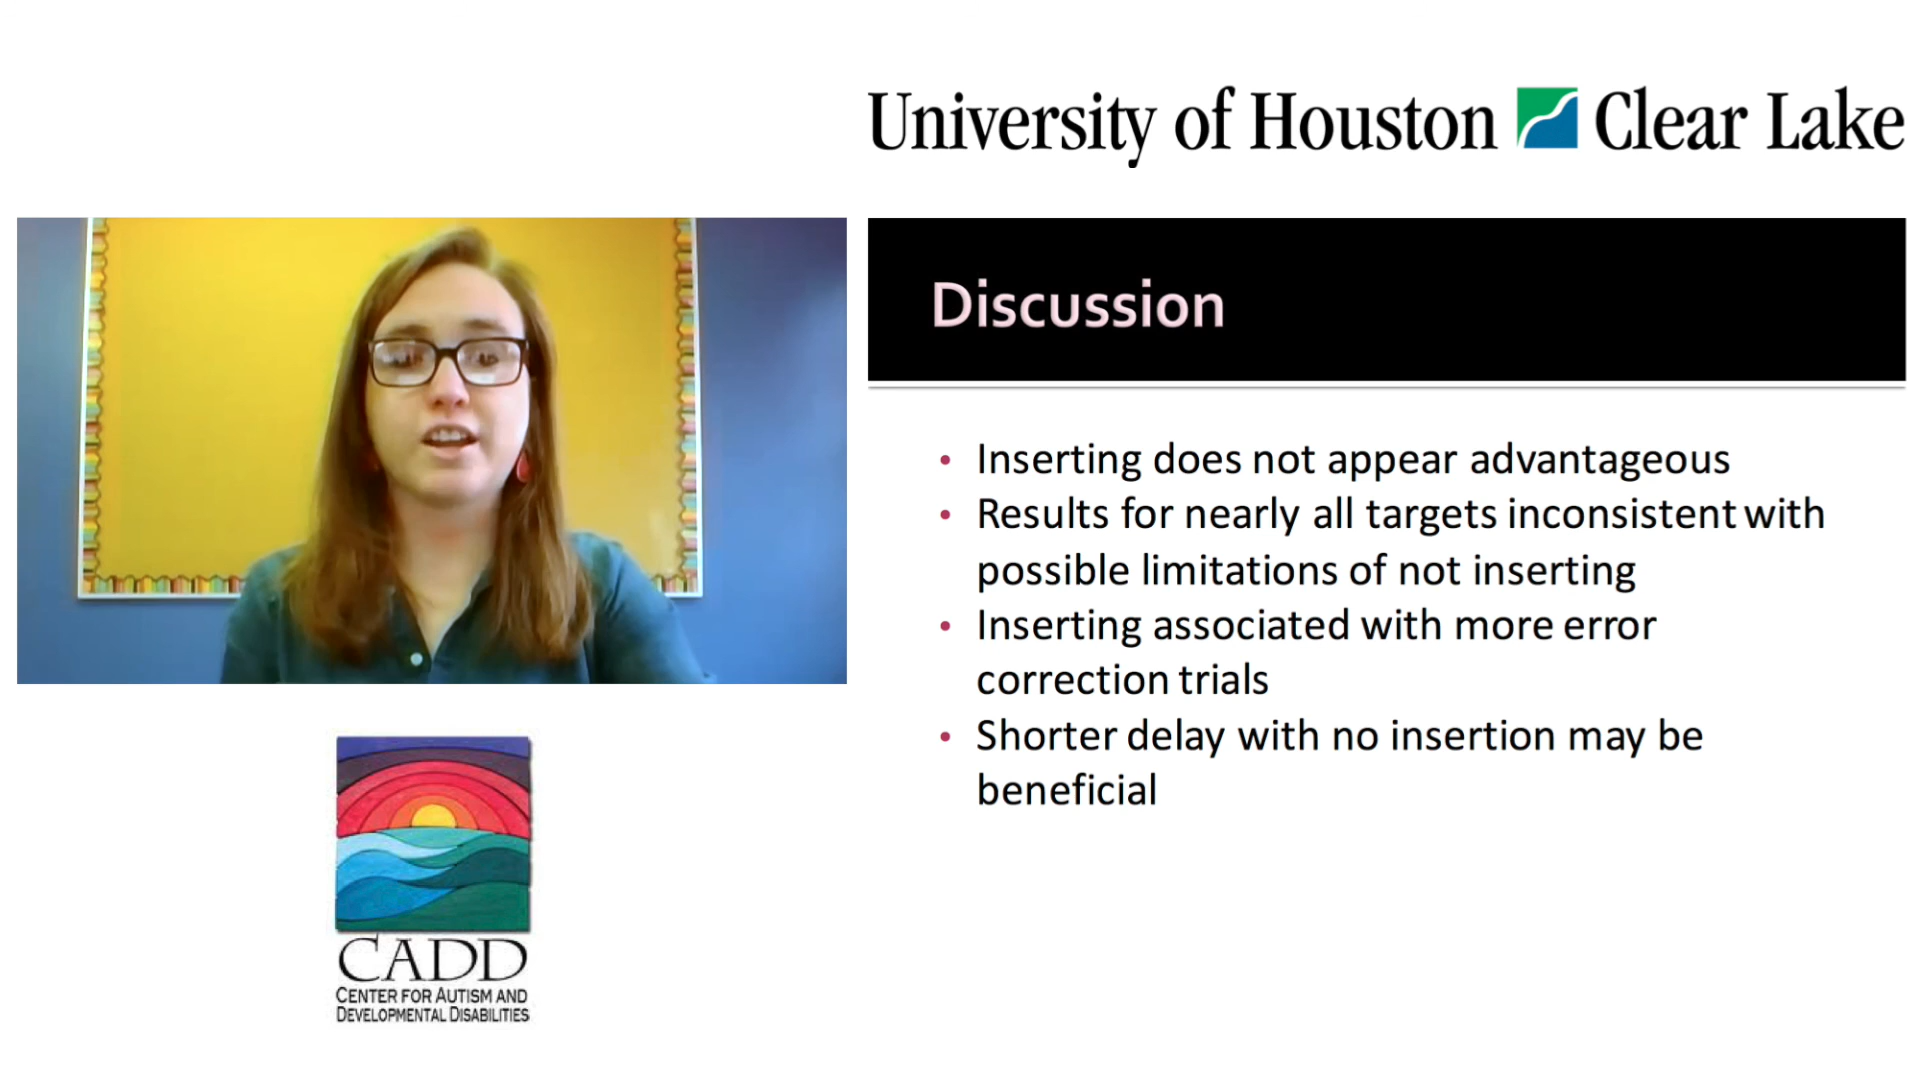 University of Houston Clear Lake
Discussion
• Inserting does not appear advantageous
• Results for nearly all targets inconsistent with
possible limitations of not inserting
• Inserting associated with more error
correction trials
• Shorter delay with no insertion may be
beneficial
CADD
CENTER FOR AUTISM AND
DEVELOPMENTAL DISABILITIES